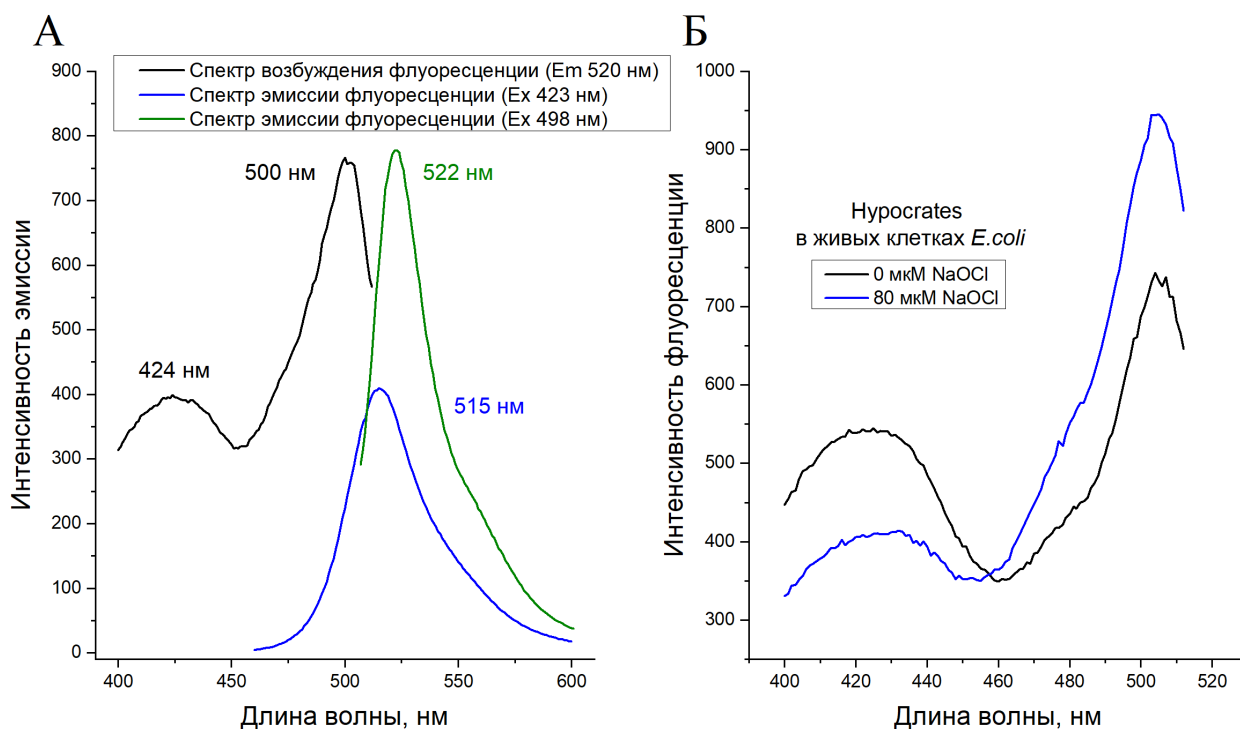 А
Б
Спектр возбуждения флуоресценции (Em 520 нм)
Спектр эмиссии флуоресценции (Ex 423 нм)
Спектр эмиссии флуоресценции (Ex 498 нм)
424 нм
500 нм
522 нм
515 нм
Интенсивность эмиссии
900
800
700
600
500
400
300
200
100
0
400
450
500
550
600
Длина волны, нм
Hypocrates
в живых клетках E.coli
0 мкМ NaOCl
80 мкМ NaOCl
Интенсивность флуоресценции
1000
900
800
700
600
500
400
300
400
420
440
460
480
500
520
Длина волны, нм